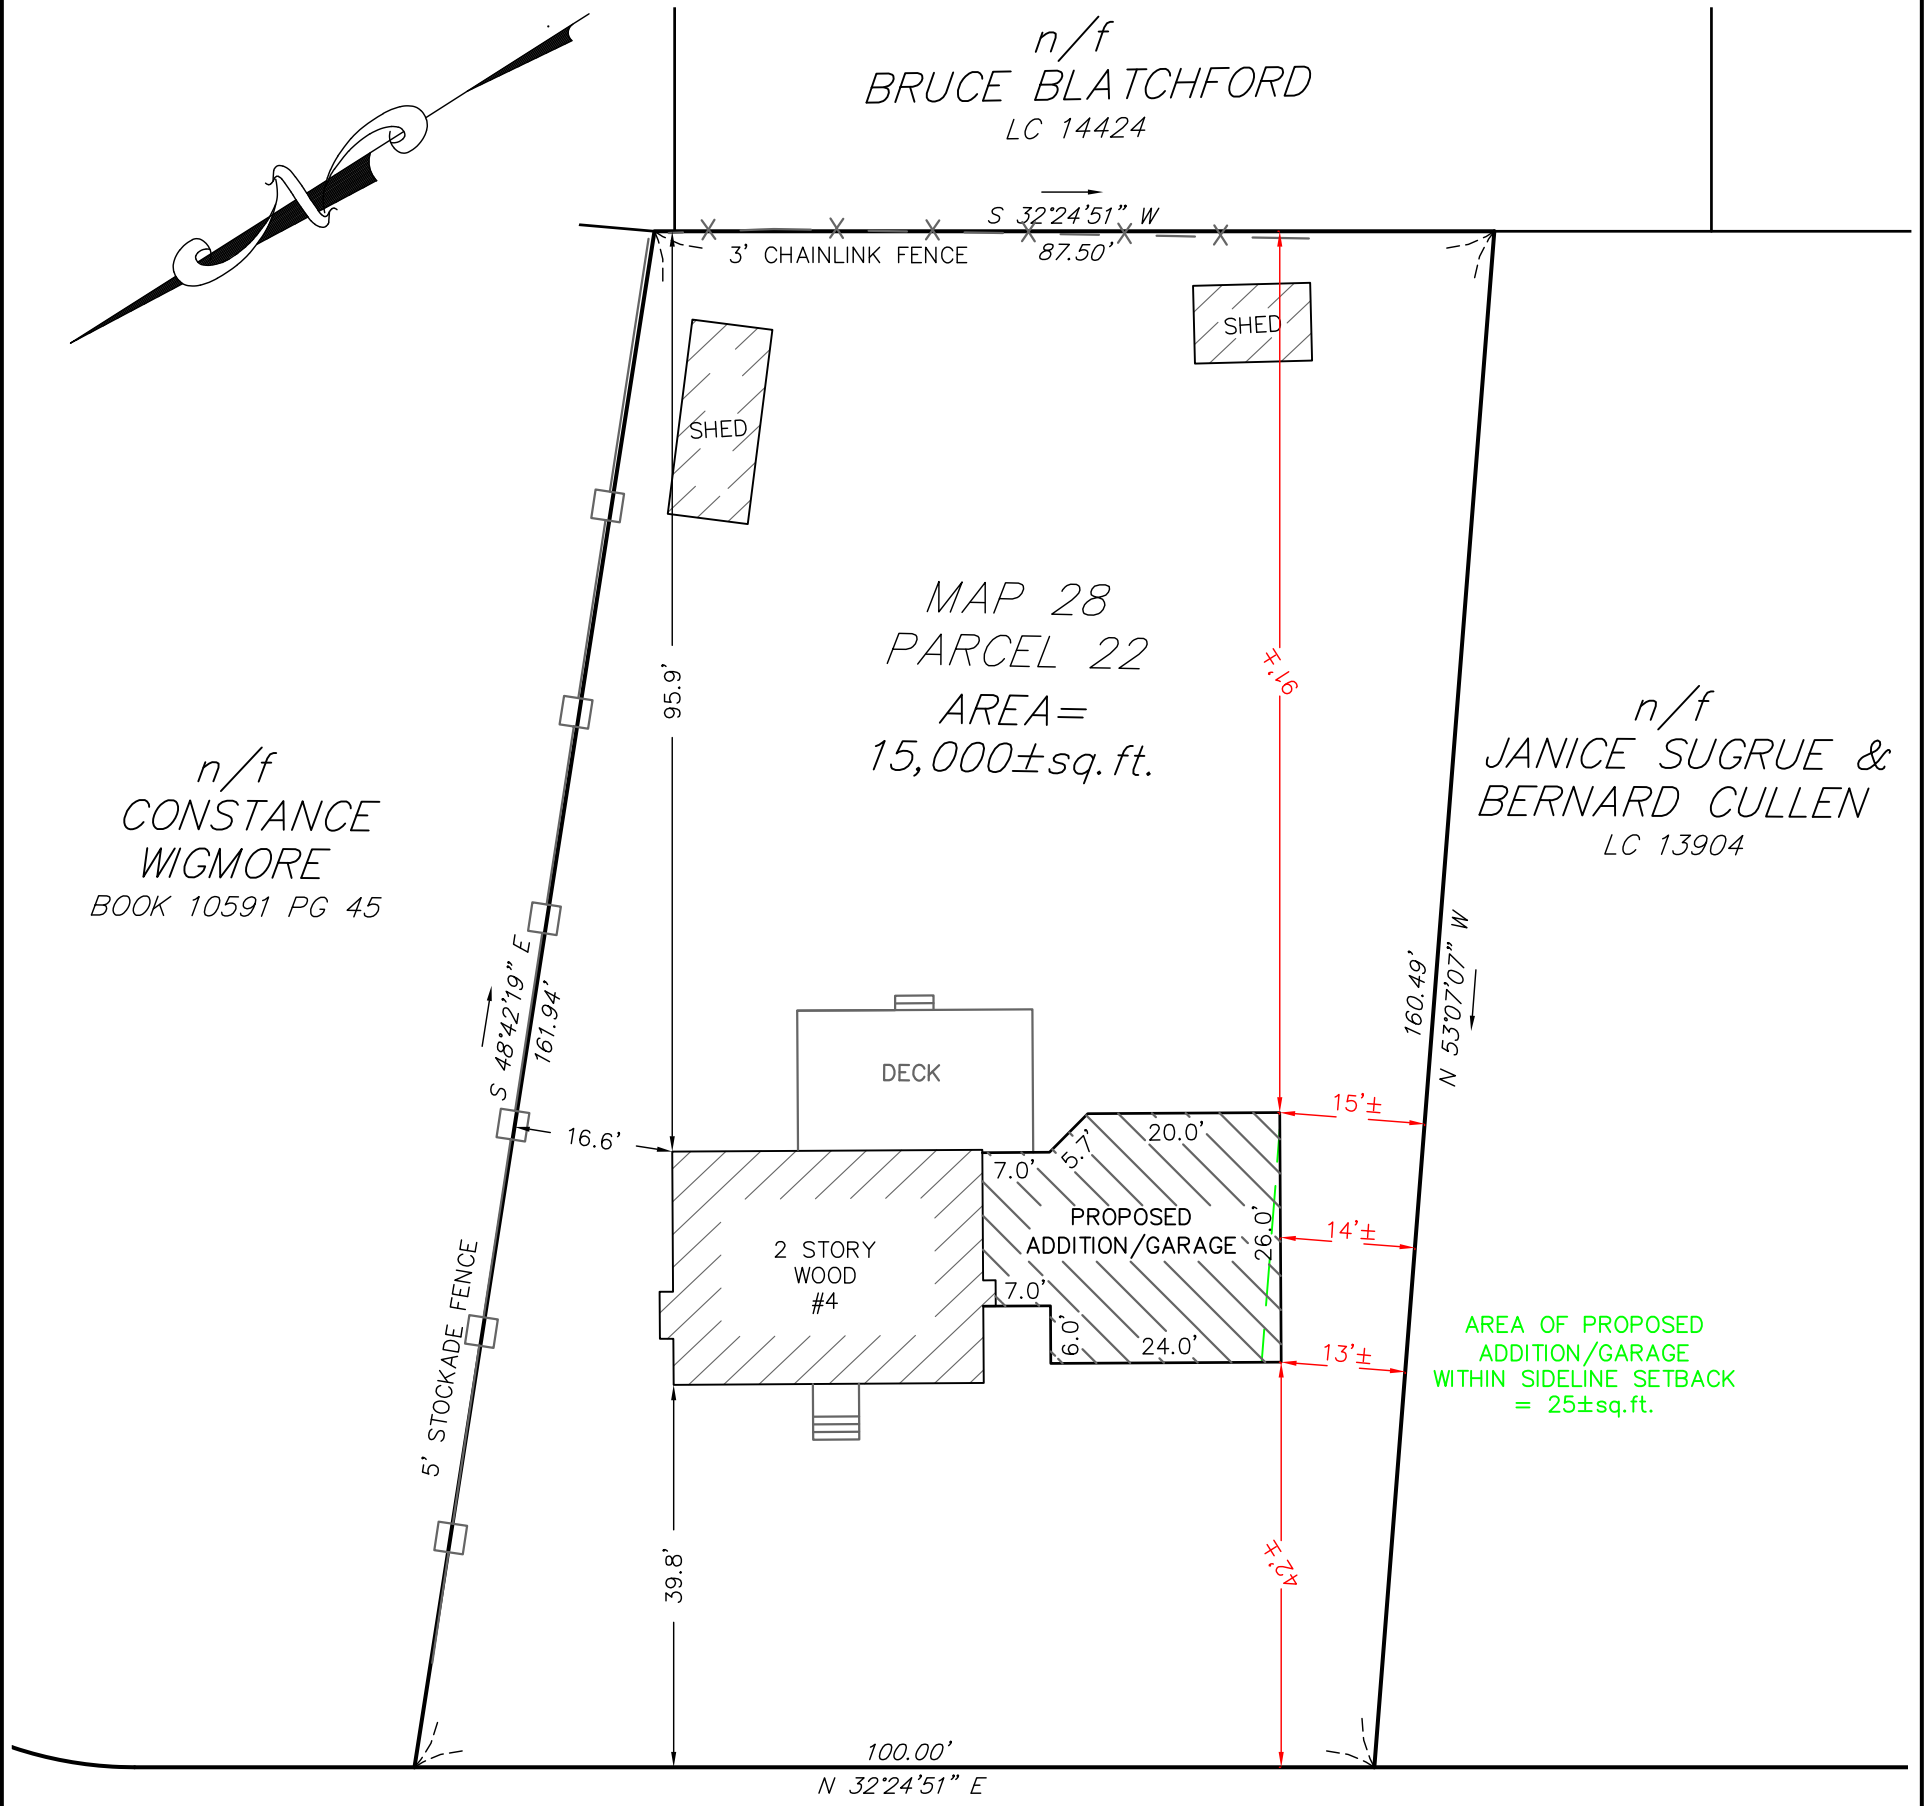 n/f
BRUCE BLATCHFORD
LC 14424
S 32°24'51" W
3' CHAINLINK FENCE
87.50'
SHED
SHED
MAP 28
PARCEL 22
AREA=
15,000±sq.ft.
95.9'
91'±
n/f
CONSTANCE
WIGMORE
BOOK 10591 PG 45
n/f
JANICE SUGRUE &
BERNARD CULLEN
LC 13904
S 48°42'19" E
161.94'
160.49'
N 53°07'07" W
DECK
16.6'
15'±
20.0'
5.7'
7.0'
PROPOSED
ADDITION/GARAGE
26.0'
14'±
2 STORY
WOOD
#4
7.0'
6.0'
24.0'
13'±
AREA OF PROPOSED
ADDITION/GARAGE
WITHIN SIDELINE SETBACK
= 25±sq.ft.
5' STOCKADE FENCE
39.8'
42'±
100.00'
N 32°24'51" E